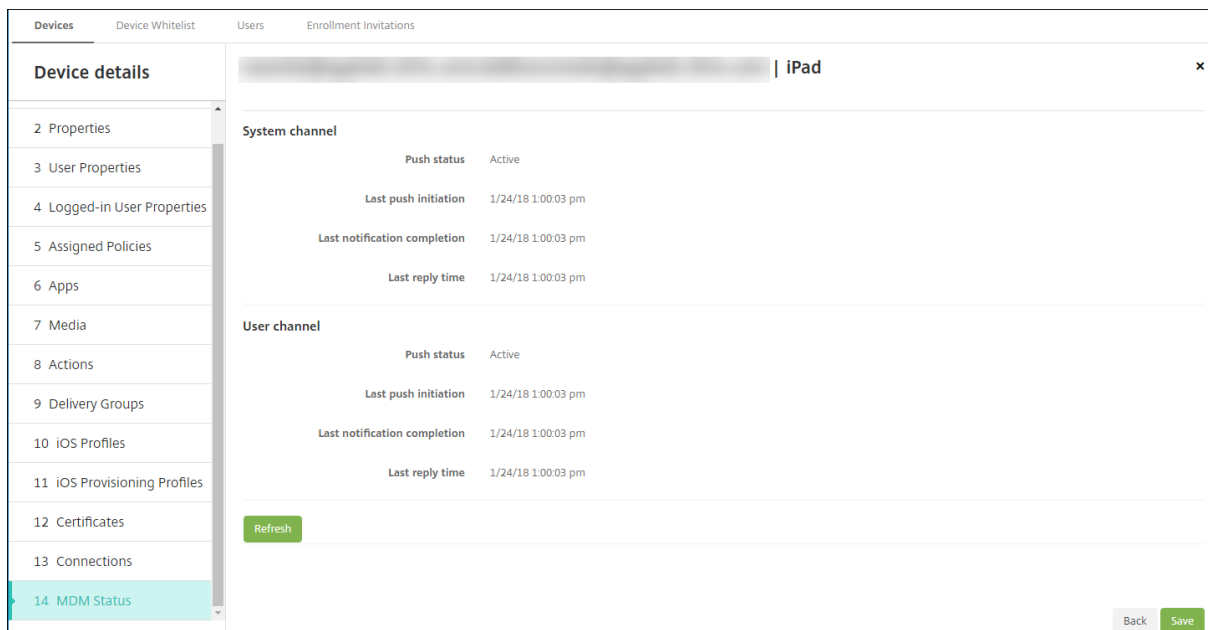 Devices Device Whitelist Users Enrollment Invitations
Device details
| iPad
×
2 Properties
3 User Properties
4 Logged-in User Properties
5 Assigned Policies
6 Apps
7 Media
8 Actions
9 Delivery Groups
10 iOS Profiles
11 iOS Provisioning Profiles
12 Certificates
13 Connections
14 MDM Status
System channel
Push status Active
Last push initiation 1/24/18 1:00:03 pm
Last notification completion 1/24/18 1:00:03 pm
Last reply time 1/24/18 1:00:03 pm
User channel
Push status Active
Last push initiation 1/24/18 1:00:03 pm
Last notification completion 1/24/18 1:00:03 pm
Last reply time 1/24/18 1:00:03 pm
Refresh
Back Save